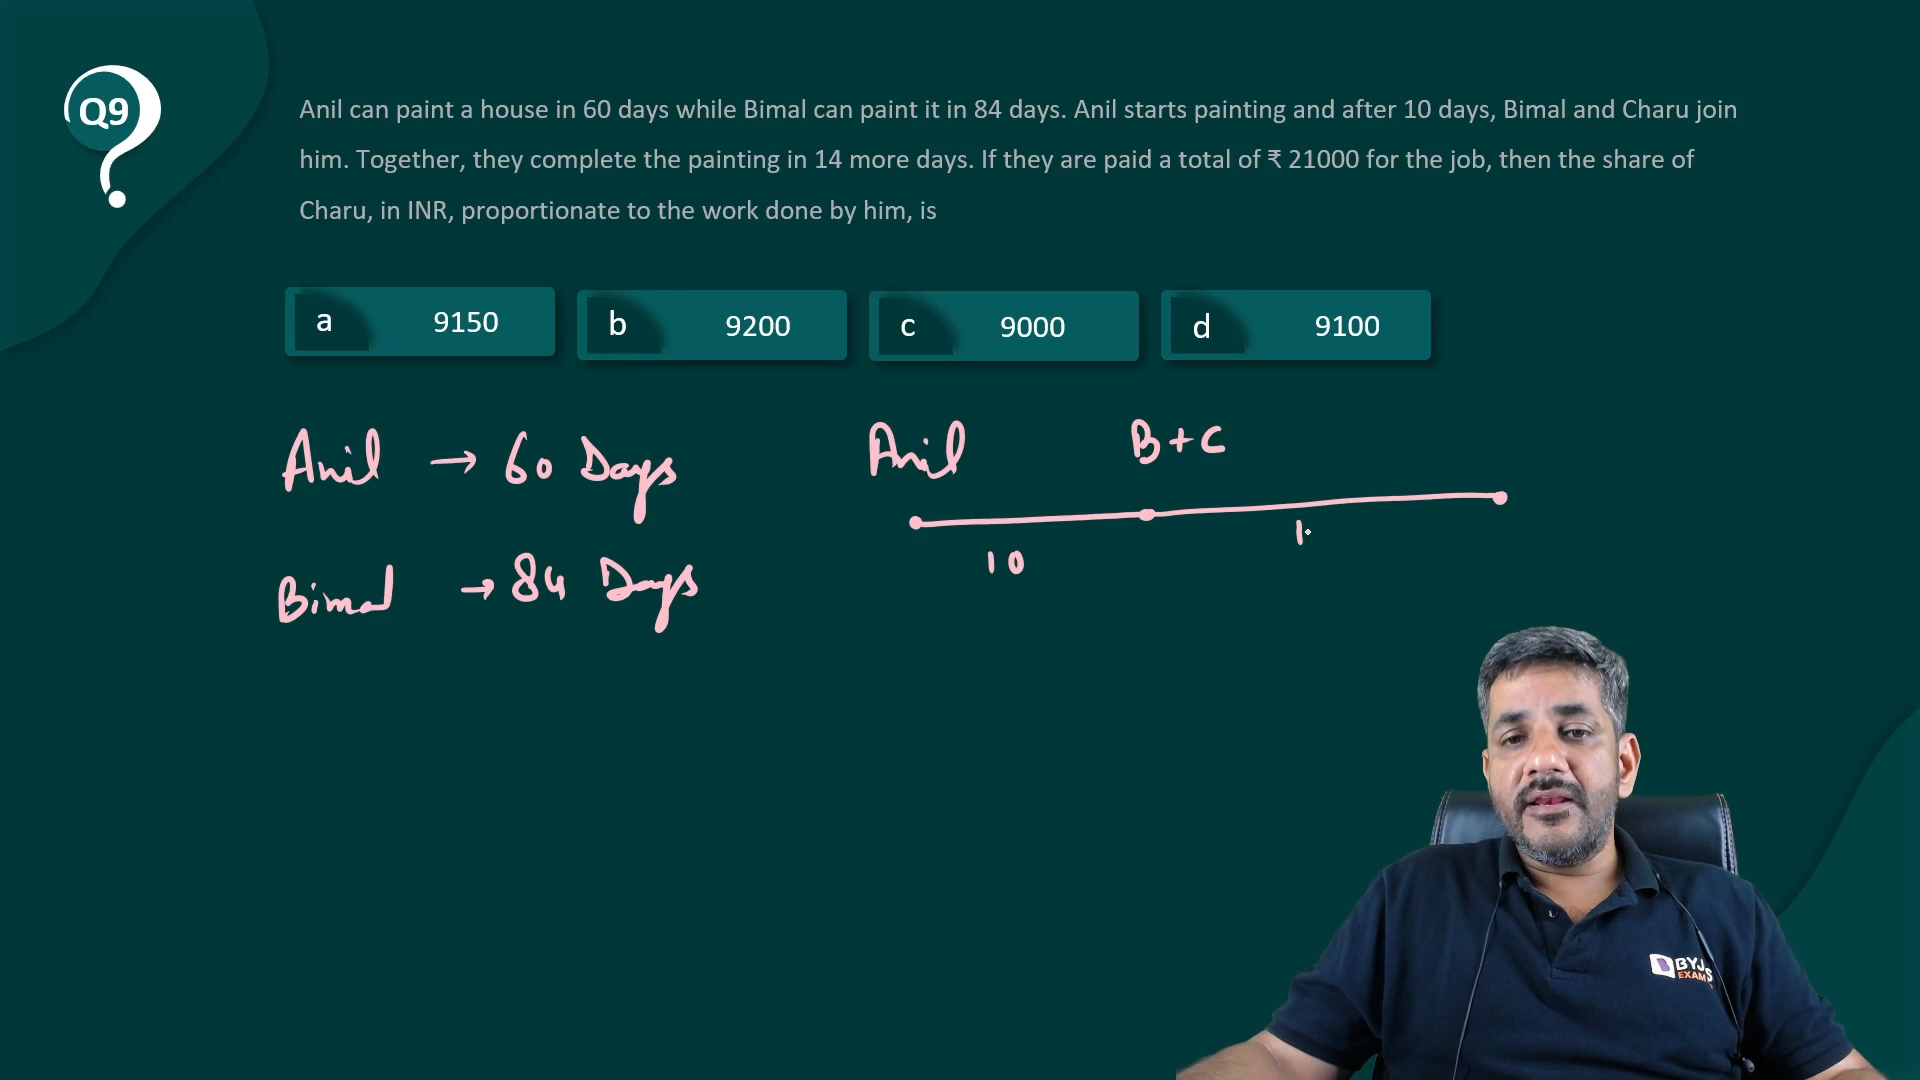 Q9
Anil can paint a house in 60 days while Bimal can paint it in 84 days. Anil starts painting and after 10 days, Bimal and Charu join
him. Together, they complete the painting in 14 more days. If they are paid a total of ₹ 21000 for the job, then the share of
Charu, in INR, proportionate to the work done by him, is
a 9150 b 9200 c 9000 d 9100
Anil → 60 Days
Bimal → 84 Days
Anil B+C
10 1
BYJ S
EXAM